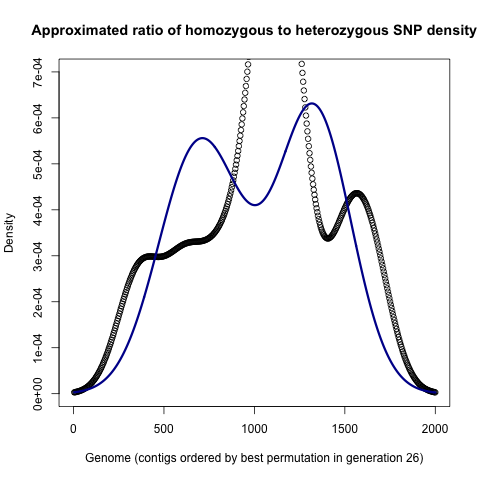 Approximated ratio of homozygous to heterozygous SNP density
7e-04
6e-04
5e-04
4e-04
3e-04
2e-04
1e-04
0e+00
Density
0 500 1000 1500 2000
Genome (contigs ordered by best permutation in generation 26)